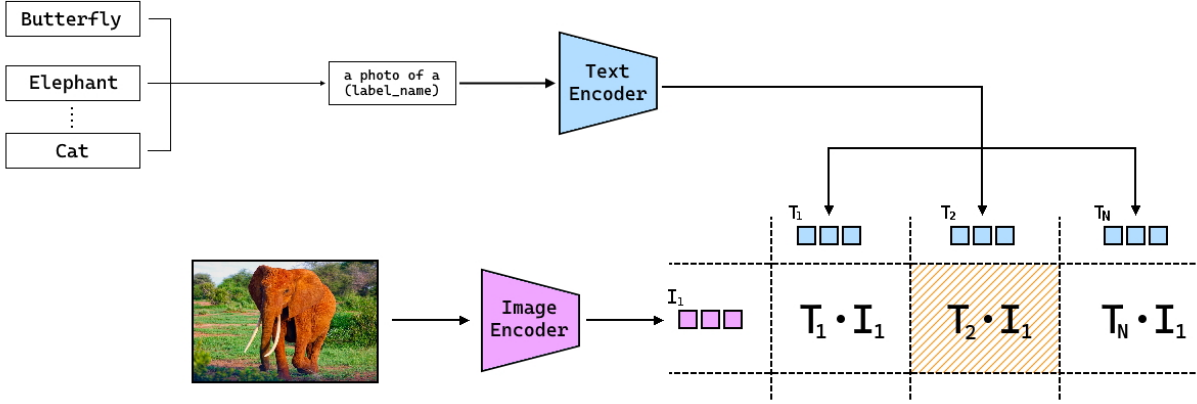 Butterfly
Elephant
Cat
a photo of a
(label_name)
Text
Encoder
T1
T2
TN
Image
Encoder
I1
T1·I1
T2·I1
TN·I1